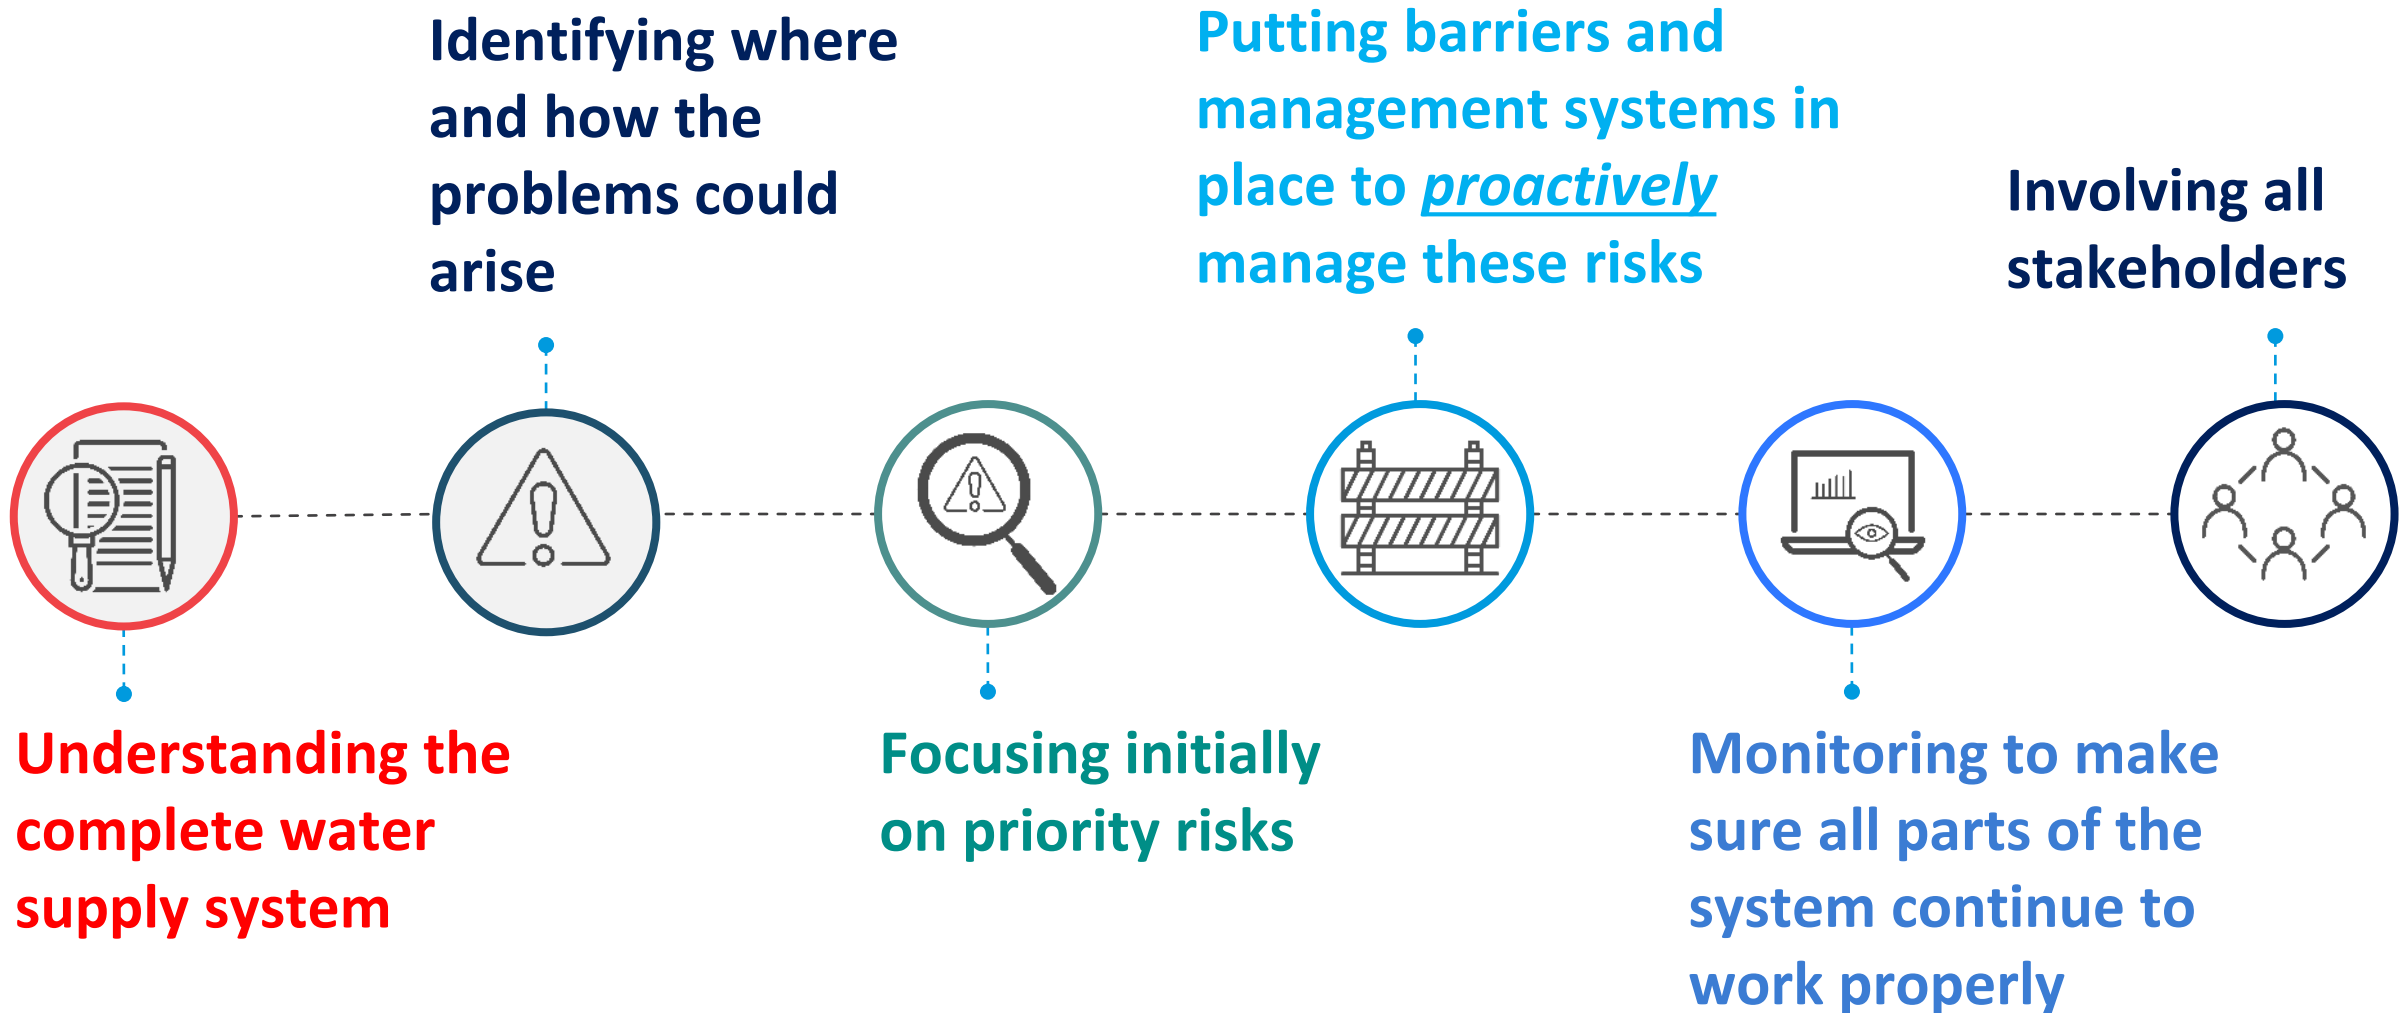 Understanding the
complete water
supply system
Identifying where
and how the
problems could
arise
Focusing initially
on priority risks
Putting barriers and
management systems in
place to proactively
manage these risks
Monitoring to make
sure all parts of the
system continue to
work properly
Involving all
stakeholders